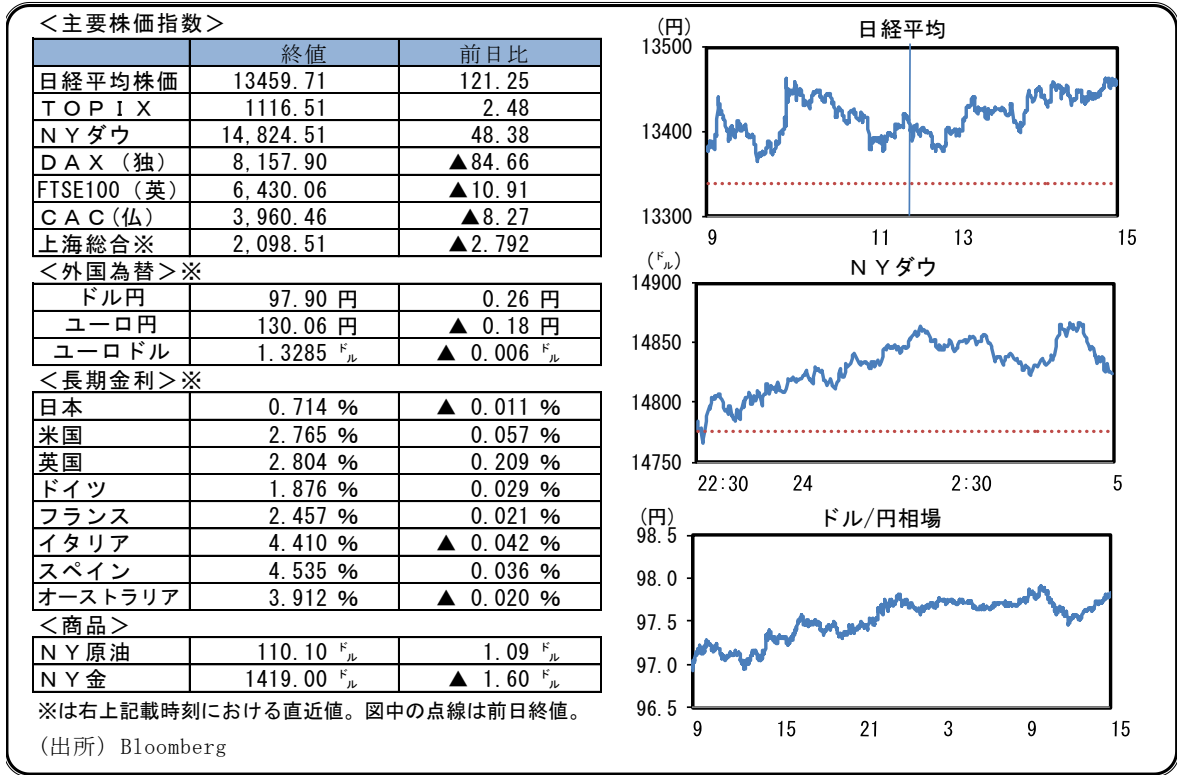 ＜主要株価指数＞
終値 前日比
日経平均株価 13459.71 121.25
ＴＯＰＩＸ 1116.51 2.48
ＮＹダウ 14,824.51 48.38
ＤＡＸ（独） 8,157.90 ▲84.66
FTSE100（英） 6,430.06 ▲10.91
ＣＡＣ(仏) 3,960.46 ▲8.27
上海総合※ 2,098.51 ▲2.792
＜外国為替＞※
ドル円 97.90 円 0.26 円
ユーロ円 130.06 円 ▲ 0.18 円
ユーロドル 1.3285 ㌦ ▲ 0.006 ㌦
＜長期金利＞※
日本 0.714 % ▲ 0.011 %
米国 2.765 % 0.057 %
英国 2.804 % 0.209 %
ドイツ 1.876 % 0.029 %
フランス 2.457 % 0.021 %
イタリア 4.410 % ▲ 0.042 %
スペイン 4.535 % 0.036 %
オーストラリア 3.912 % ▲ 0.020 %
＜商品＞
ＮＹ原油 110.10 ㌦ 1.09 ㌦
ＮＹ金 1419.00 ㌦ ▲ 1.60 ㌦
※は右上記載時刻における直近値。図中の点線は前日終値。
(出所) Bloomberg
(円) 日経平均
13500
13400
13300
9 11 13 15
(㌦) ＮＹダウ
14900
14850
14800
14750
22:30 24 2:30 5
(円) ドル/円相場
98.5
98.0
97.5
97.0
96.5
9 15 21 3 9 15